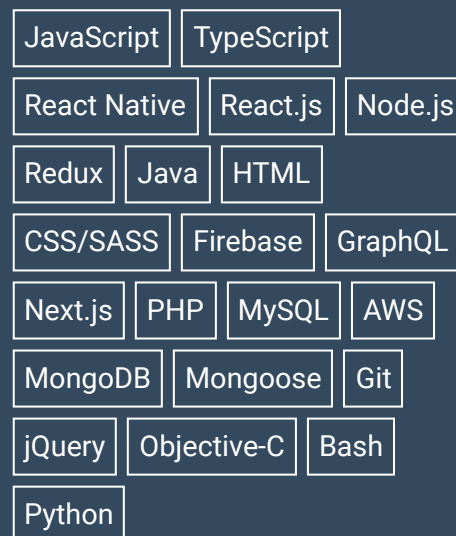 JavaScript TypeScript
React Native React.js Node.js
Redux Java HTML
CSS/SASS Firebase GraphQL
Next.js PHP MySQL AWS
MongoDB Mongoose Git
jQuery Objective-C Bash
Python